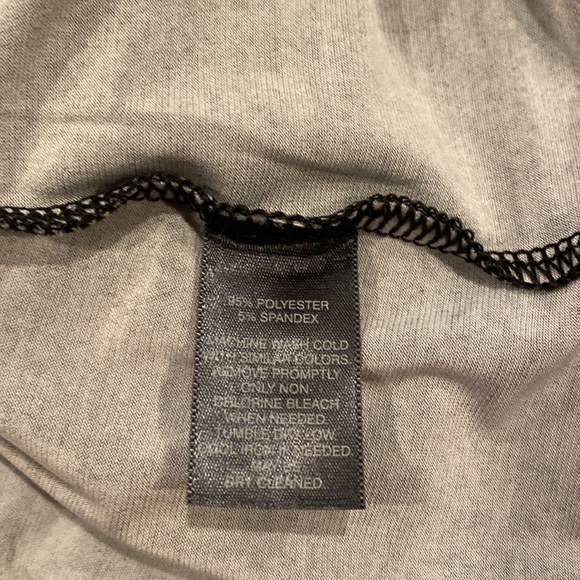 95% POLYESTER
5% SPANDEX
MACHINE WASH COLD
WITH SIMILAR COLORS.
REMOVE PROMPTLY
ONLY NON-
CHLORINE BLEACH
WHEN NEEDED.
TUMBLE DRY LOW.
COOL IRON IF NEEDED.
MAY BE
DRY CLEANED.